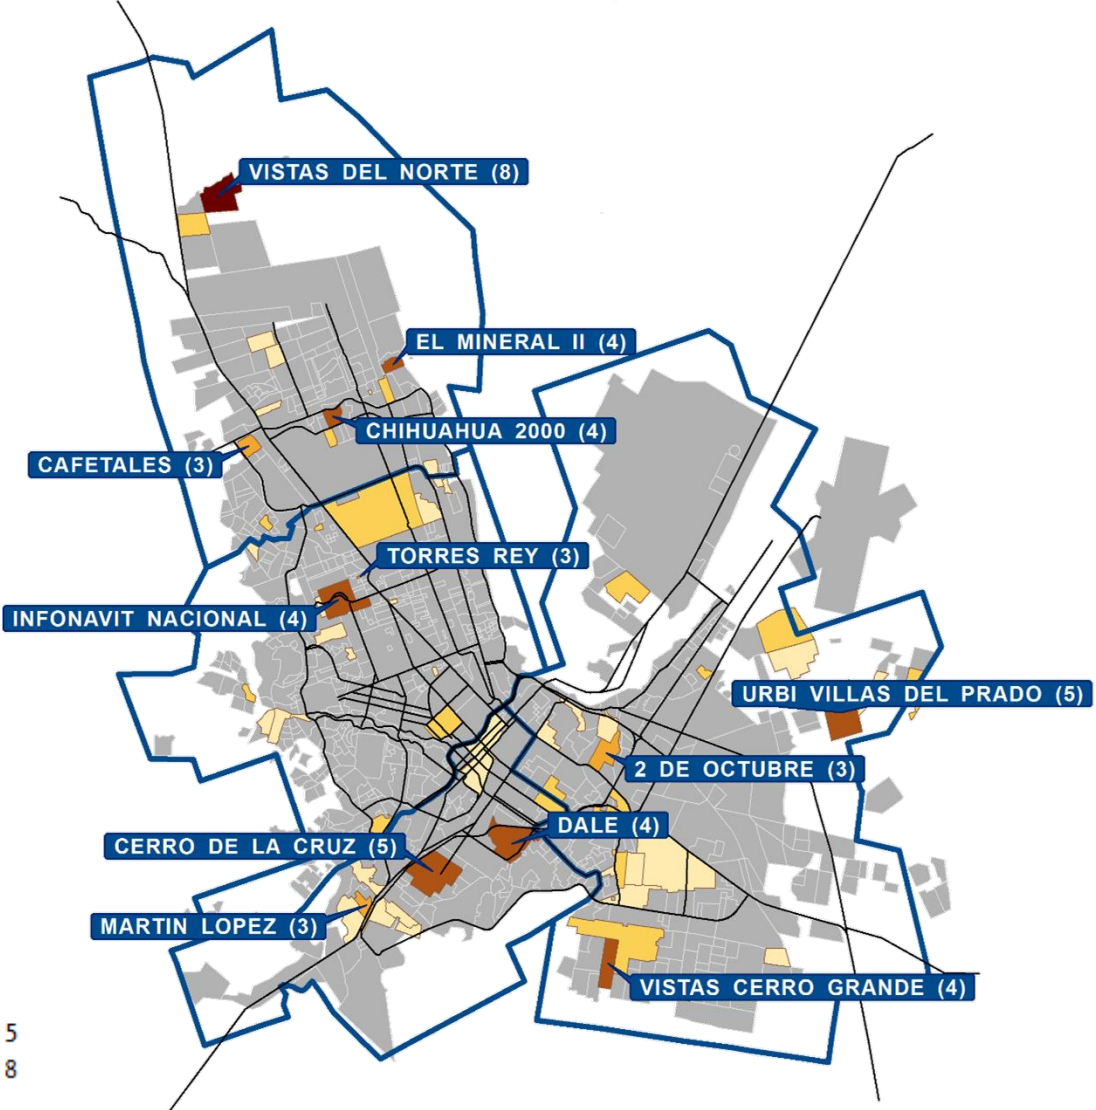 VISTAS DEL NORTE (8)
EL MINERAL II (4)
CHIHUAHUA 2000 (4)
CAFETALES (3)
TORRES REY (3)
INFONAVIT NACIONAL (4)
URBI VILLAS DEL PRADO (5)
2 DE OCTUBRE (3)
DALE (4)
CERRO DE LA CRUZ (5)
MARTIN LOPEZ (3)
VISTAS CERRO GRANDE (4)
5
8